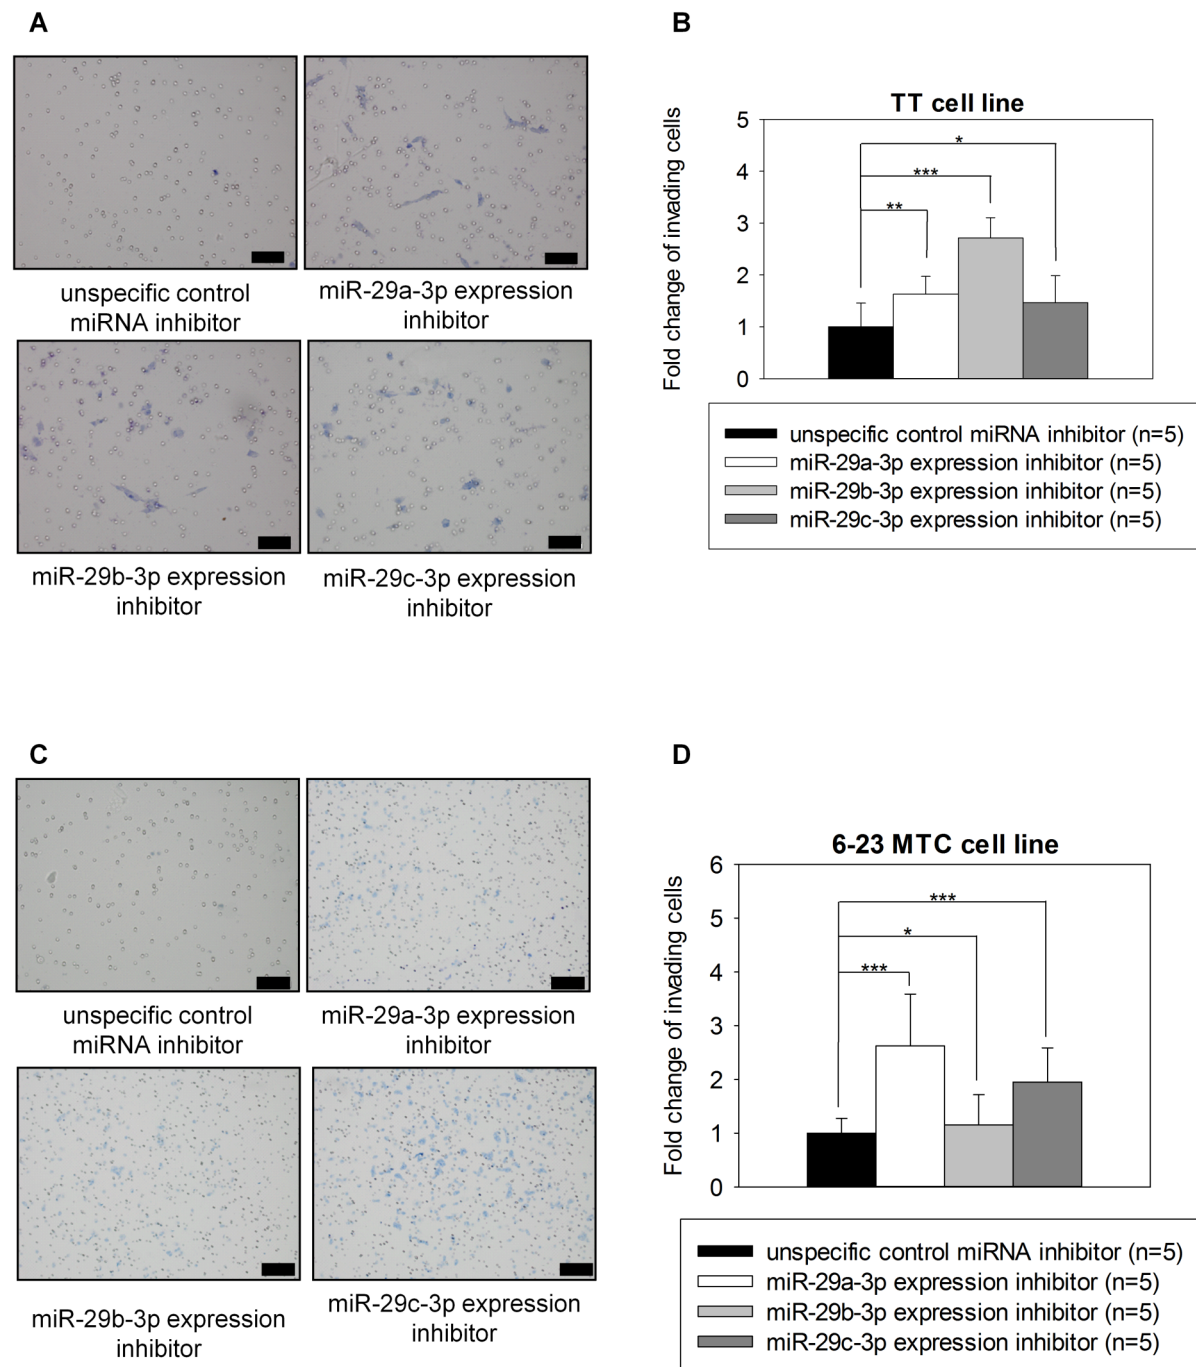 A
unspecific control
miRNA inhibitor
miR-29a-3p expression
inhibitor
miR-29b-3p expression
inhibitor
miR-29c-3p expression
inhibitor
B
TT cell line
Fold change of invading cells
5
4
3
2
1
0
*
***
**
unspecific control miRNA inhibitor (n=5)
miR-29a-3p expression inhibitor (n=5)
miR-29b-3p expression inhibitor (n=5)
miR-29c-3p expression inhibitor (n=5)
C
unspecific control
miRNA inhibitor
miR-29a-3p expression
inhibitor
miR-29b-3p expression
inhibitor
miR-29c-3p expression
inhibitor
D
6-23 MTC cell line
Fold change of invading cells
6
5
4
3
2
1
0
***
*
***
unspecific control miRNA inhibitor (n=5)
miR-29a-3p expression inhibitor (n=5)
miR-29b-3p expression inhibitor (n=5)
miR-29c-3p expression inhibitor (n=5)